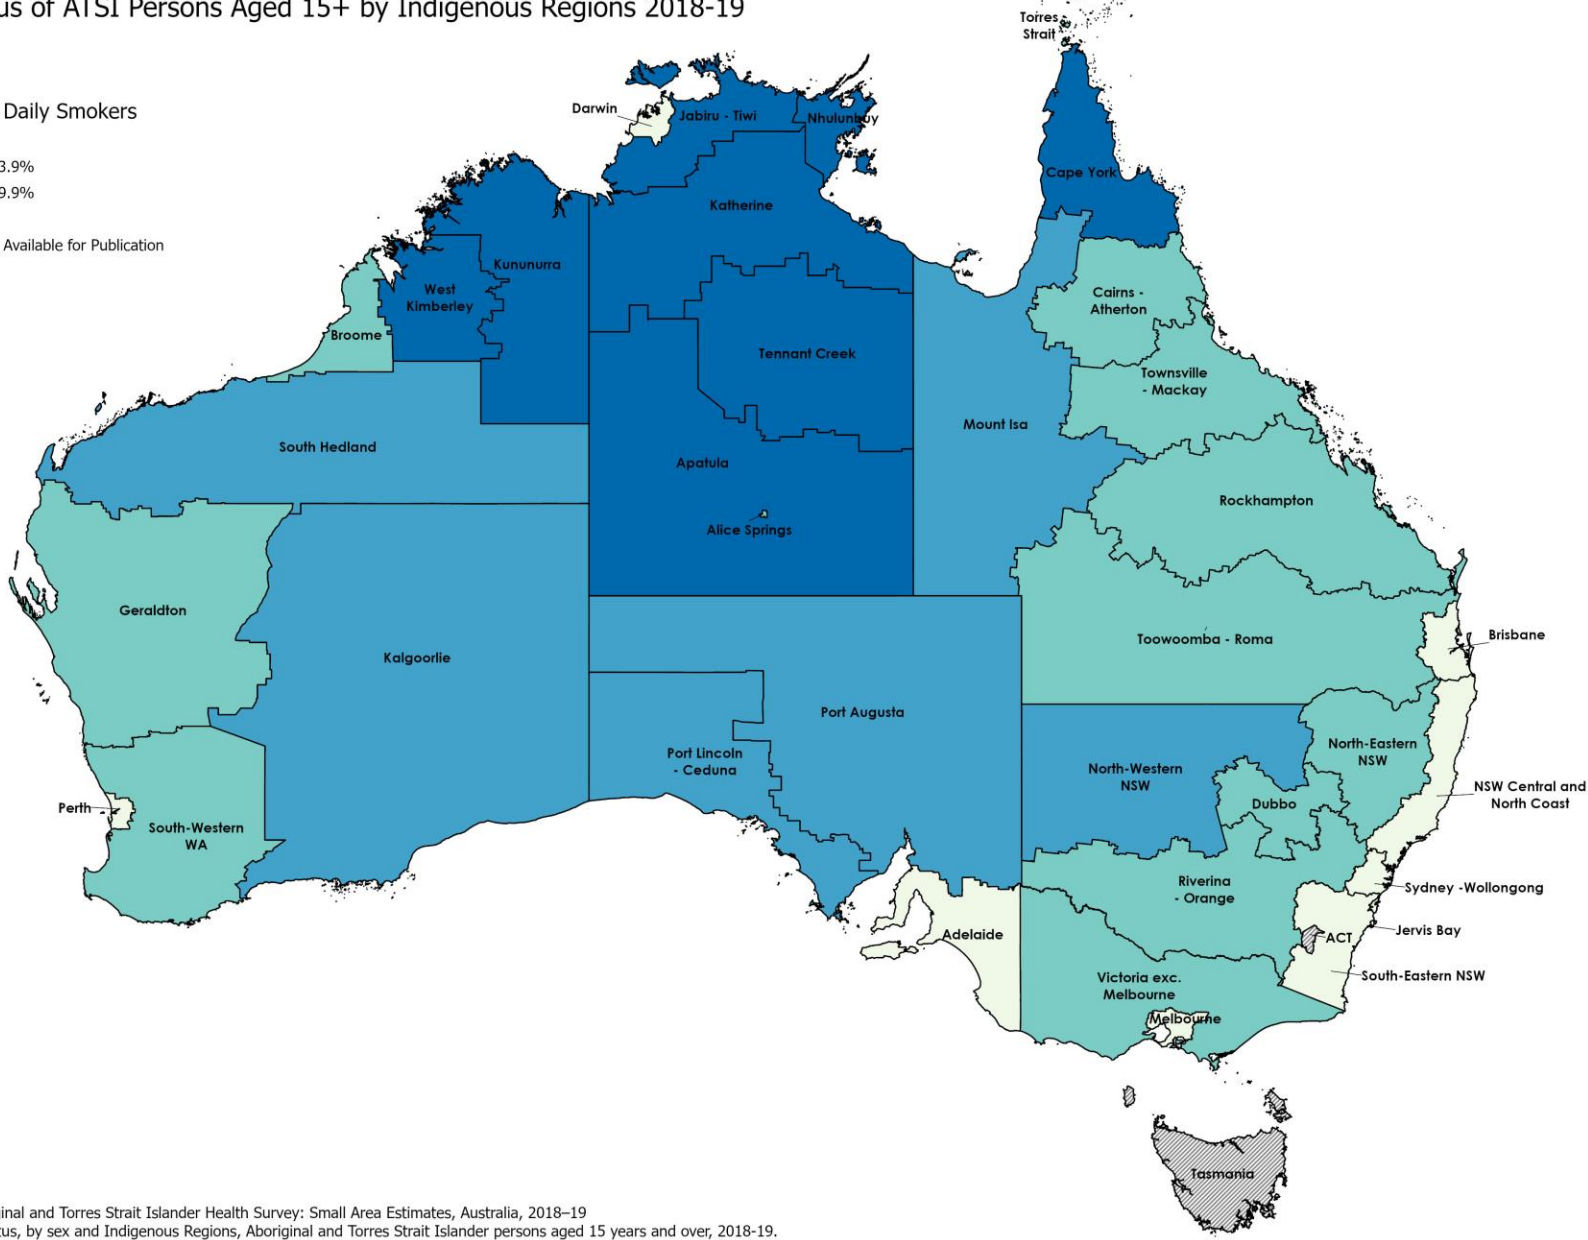 us of ATSI Persons Aged 15+ by Indigenous Regions 2018-19
Torres
Strait
Daily Smokers
Darwin
Jabiru - Tiwi
Nhulunbuy
3.9%
9.9%
Cape York
Katherine
Available for Publication
Kununurra
West
Kimberley
Cairns -
Atherton
Broome
Tennant Creek
Townsville
- Mackay
Mount Isa
South Hedland
Apatula
Rockhampton
Alice Springs
Geraldton
Brisbane
Toowoomba - Roma
Kalgoorlie
Port Augusta
North-Eastern
NSW
Port Lincoln
- Ceduna
North-Western
NSW
NSW Central and
North Coast
Dubbo
Perth
South-Western
WA
Riverina
- Orange
Sydney -Wollongong
Jervis Bay
Adelaide
ACT
South-Eastern NSW
Victoria exc.
Melbourne
Melbourne
Tasmania
ginal and Torres Strait Islander Health Survey: Small Area Estimates, Australia, 2018–19
tus, by sex and Indigenous Regions, Aboriginal and Torres Strait Islander persons aged 15 years and over, 2018-19.